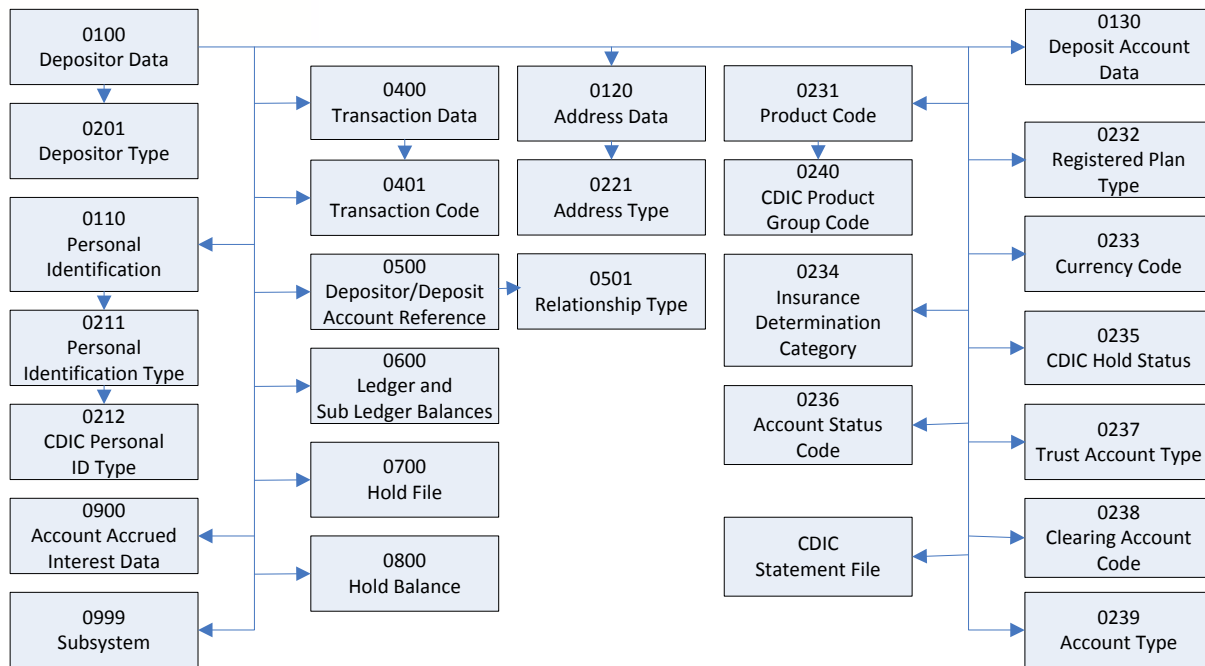 0100
Depositor Data
0201
Depositor Type
0110
Personal
Identification
0211
Personal
Identification Type
0212
CDIC Personal
ID Type
0900
Account Accrued
Interest Data
0999
Subsystem
0400
Transaction Data
0401
Transaction Code
0500
Depositor/Deposit
Account Reference
0600
Ledger and
Sub Ledger Balances
0700
Hold File
0800
Hold Balance
0120
Address Data
0221
Address Type
0501
Relationship Type
0231
Product Code
0240
CDIC Product
Group Code
0234
Insurance
Determination
Category
0236
Account Status
Code
CDIC
Statement File
0130
Deposit Account
Data
0232
Registered Plan
Type
0233
Currency Code
0235
CDIC Hold Status
0237
Trust Account Type
0238
Clearing Account
Code
0239
Account Type